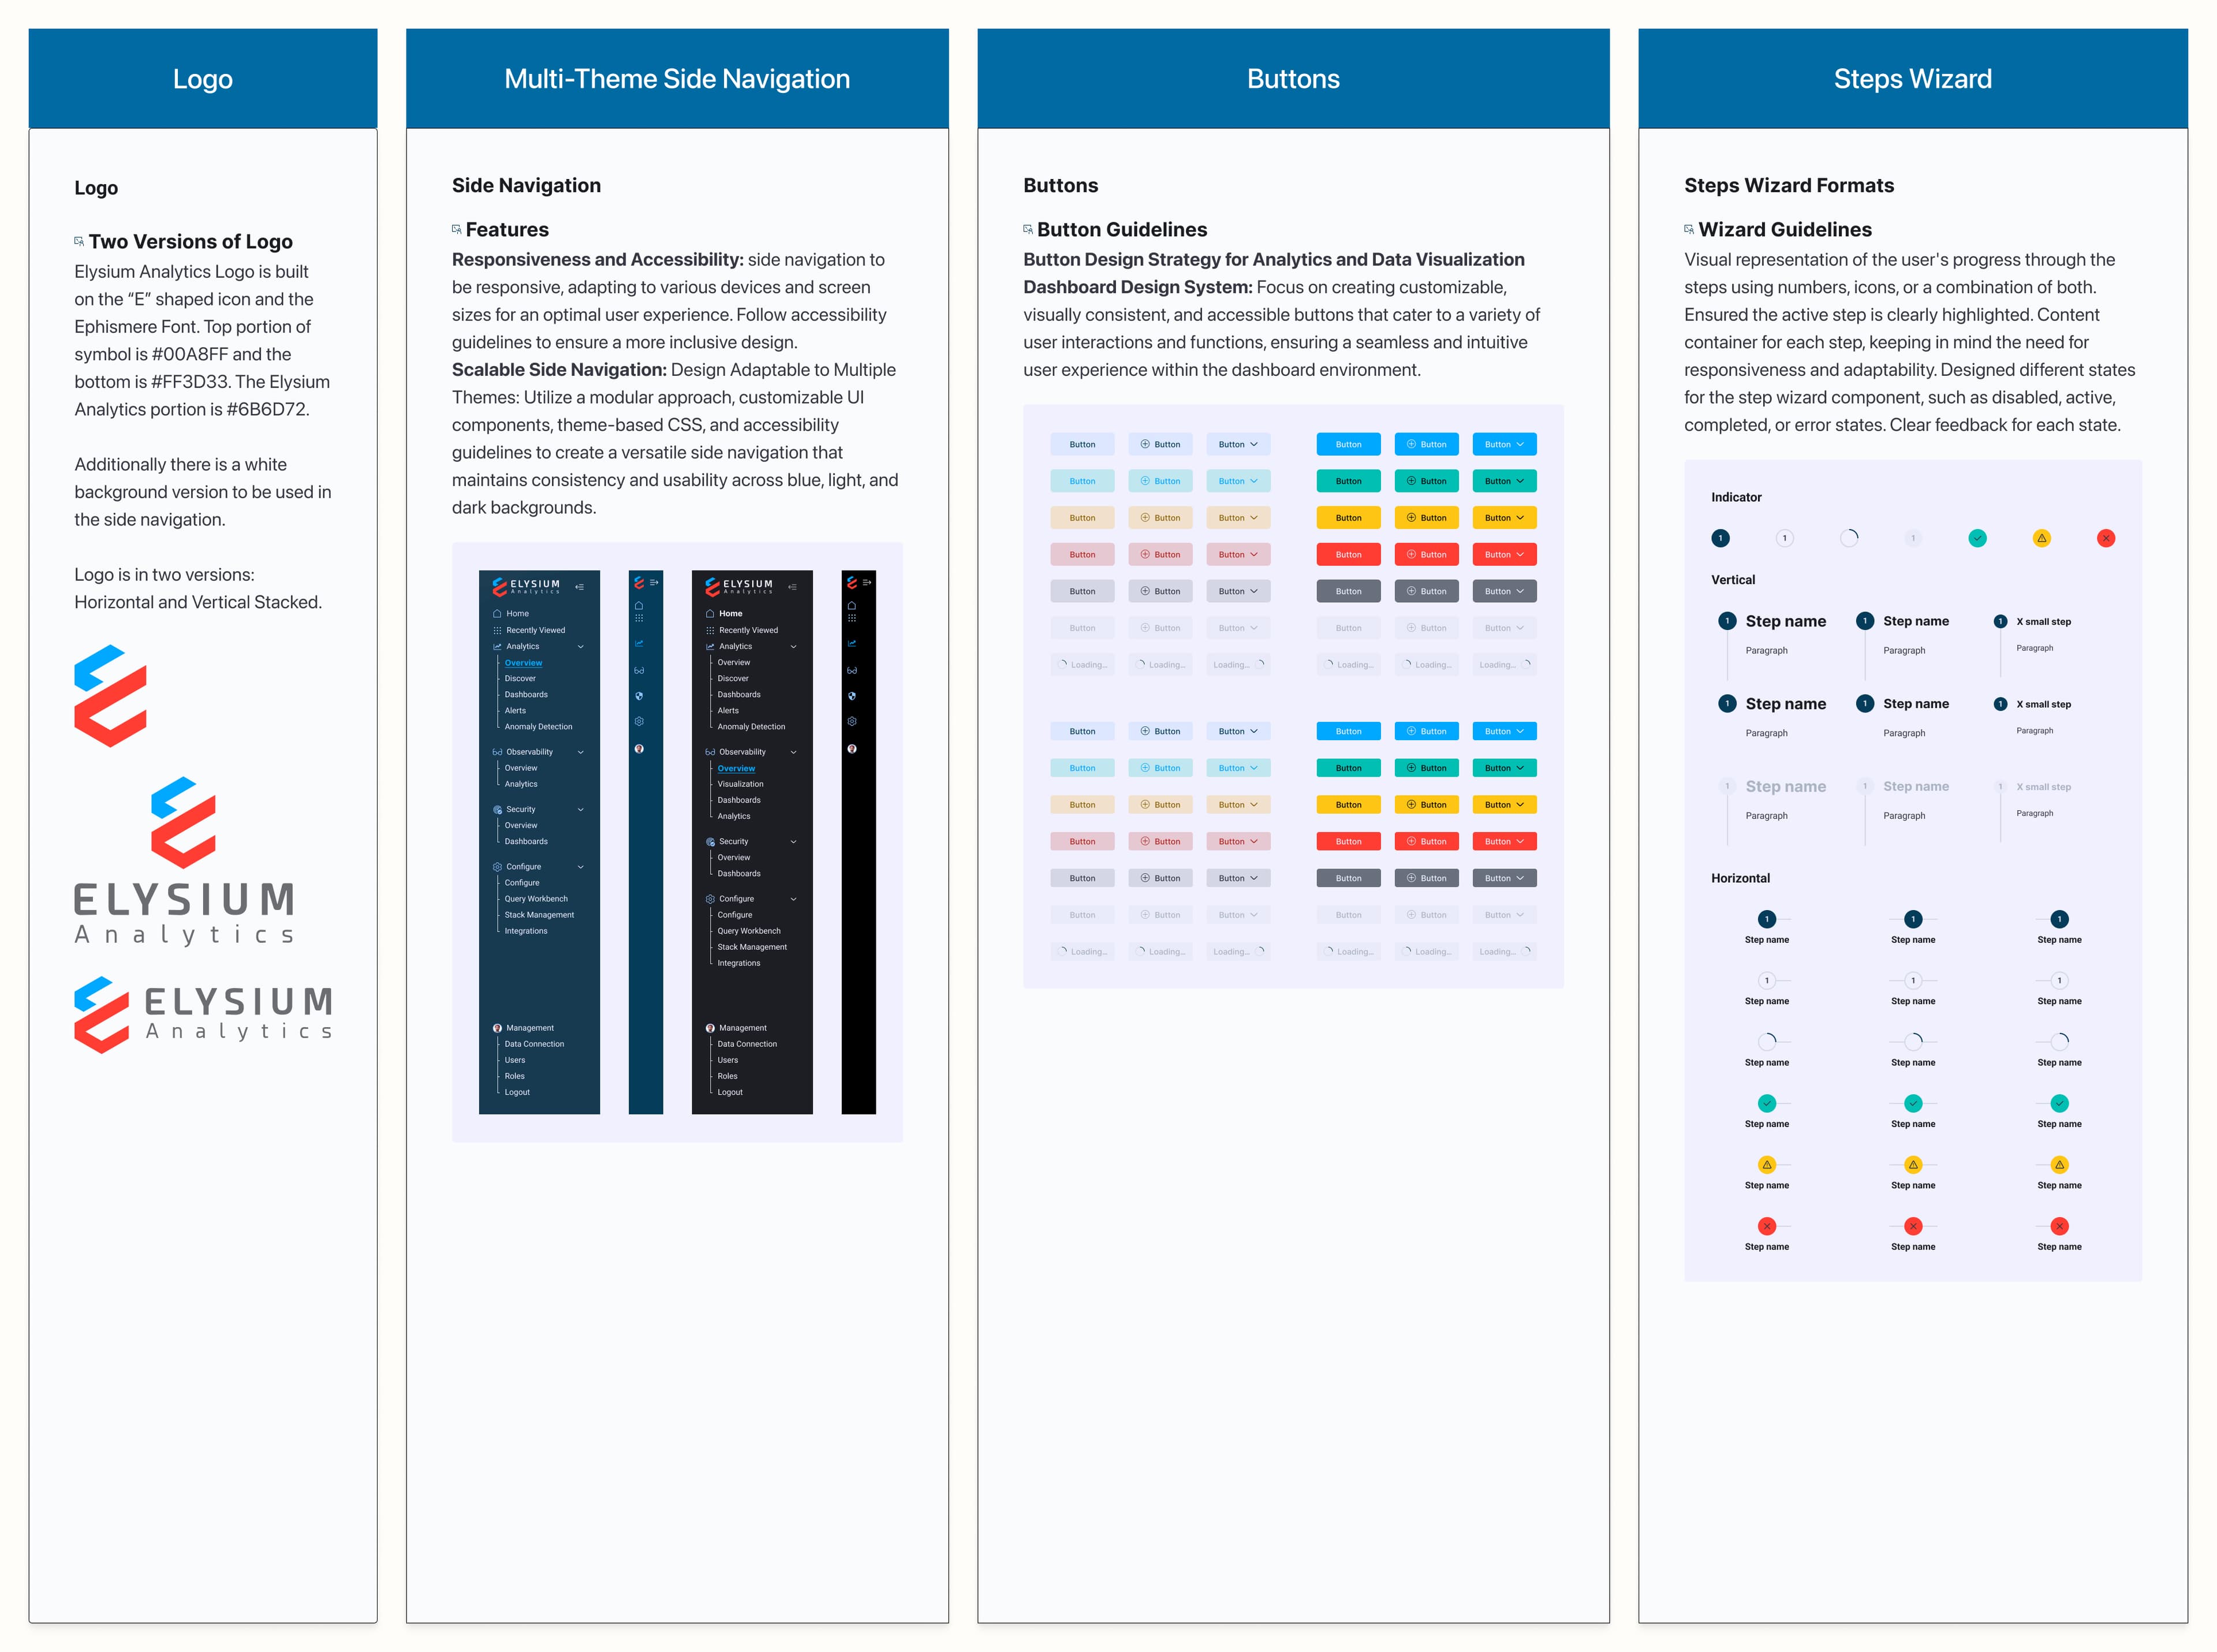 Logo
Logo
Two Versions of Logo
Elysium Analytics Logo is built
on the “E” shaped icon and the
Ephismere Font. Top portion of
symbol is #00A8FF and the
bottom is #FF3D33. The Elysium
Analytics portion is #6B6D72.
Additionally there is a white
background version to be used in
the side navigation.
Logo is in two versions:
Horizontal and Vertical Stacked.
ELYSIUM
Analytics
ELYSIUM
Analytics
Multi-Theme Side Navigation
Side Navigation
Features
Responsiveness and Accessibility: side navigation to
be responsive, adapting to various devices and screen
sizes for an optimal user experience. Follow accessibility
guidelines to ensure a more inclusive design.
Scalable Side Navigation: Design Adaptable to Multiple
Themes: Utilize a modular approach, customizable UI
components, theme-based CSS, and accessibility
guidelines to create a versatile side navigation that
maintains consistency and usability across blue, light, and
dark backgrounds.
ELYSIUM
Analytics
Home
Recently Viewed
Analytics
Overview
Discover
Dashboards
Alerts
Anomaly Detection
Observability
Overview
Analytics
Security
Overview
Dashboards
Configure
Configure
Query Workbench
Stack Management
Integrations
Management
Data Connection
Users
Roles
Logout
ELYSIUM
Analytics
Home
Recently Viewed
Analytics
Overview
Discover
Dashboards
Alerts
Anomaly Detection
Observability
Overview
Visualization
Dashboards
Analytics
Security
Overview
Dashboards
Configure
Configure
Query Workbench
Stack Management
Integrations
Management
Data Connection
Users
Roles
Logout
Buttons
Buttons
Button Guidelines
Button Design Strategy for Analytics and Data Visualization
Dashboard Design System: Focus on creating customizable,
visually consistent, and accessible buttons that cater to a variety of
user interactions and functions, ensuring a seamless and intuitive
user experience within the dashboard environment.
Button Button Button Button Button Button
Button Button Button Button Button Button
Button Button Button Button Button Button
Button Button Button Button Button Button
Button Button Button Button Button Button
Button Button Button Button Button Button
Loading... Loading... Loading... Loading... Loading... Loading...
Button Button Button Button Button Button
Button Button Button Button Button Button
Button Button Button Button Button Button
Button Button Button Button Button Button
Button Button Button Button Button Button
Button Button Button Button Button Button
Loading... Loading... Loading... Loading... Loading... Loading...
Steps Wizard
Steps Wizard Formats
Wizard Guidelines
Visual representation of the user's progress through the
steps using numbers, icons, or a combination of both.
Ensured the active step is clearly highlighted. Content
container for each step, keeping in mind the need for
responsiveness and adaptability. Designed different states
for the step wizard component, such as disabled, active,
completed, or error states. Clear feedback for each state.
Indicator
1 1 1
Vertical
1 Step name 1 Step name 1 X small step
Paragraph Paragraph Paragraph
1 Step name 1 Step name 1 X small step
Paragraph Paragraph Paragraph
1 Step name 1 Step name 1 X small step
Paragraph Paragraph Paragraph
Horizontal
1 1 1
Step name Step name Step name
1 1 1
Step name Step name Step name
Step name Step name Step name
Step name Step name Step name
Step name Step name Step name
Step name Step name Step name